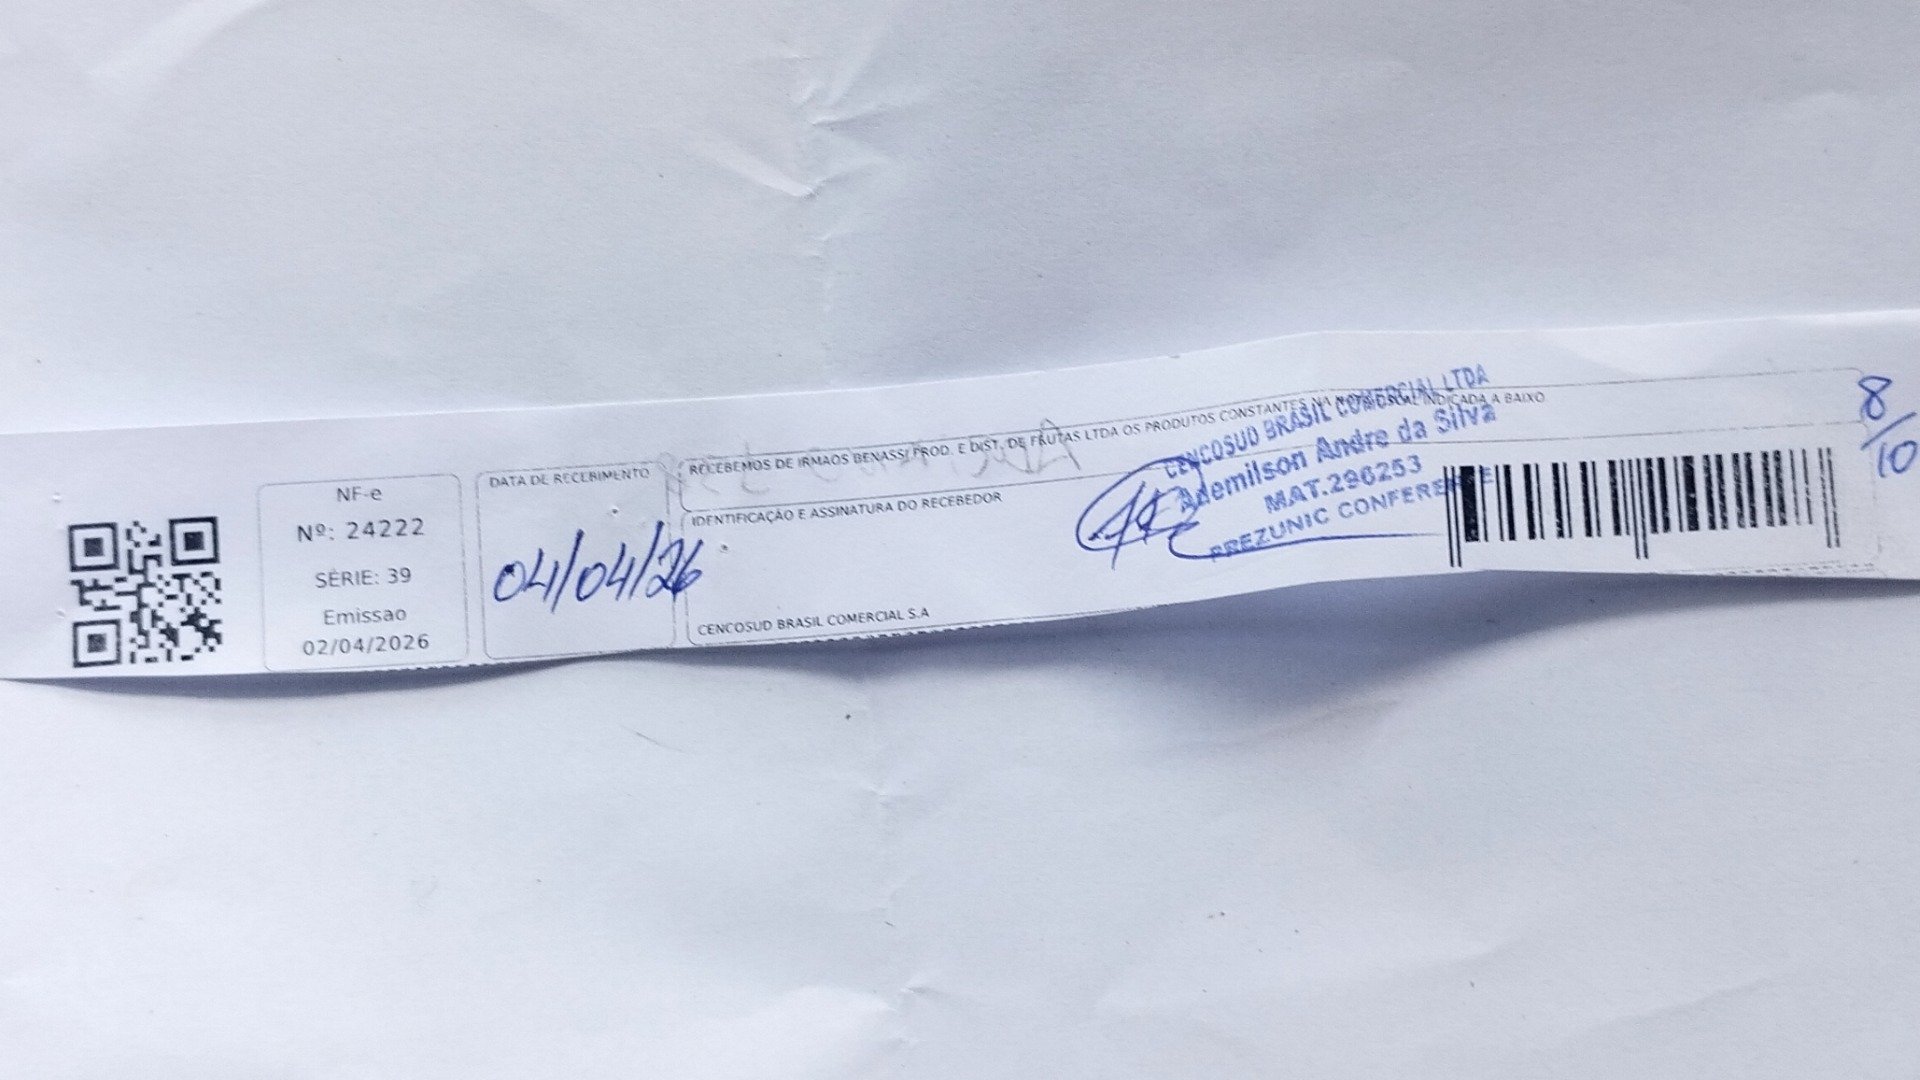 NF-e
Nº: 24222
SÉRIE: 39
Emissao
02/04/2026
DATA DE RECEBIMENTO
04/04/26
RECEBEMOS DE IRMAOS BENASSI PROD. E DIST. DE FRUTAS LTDA OS PRODUTOS CONSTANTES NA NOTA FISCAL INDICADA A BAIXO
IDENTIFICAÇÃO E ASSINATURA DO RECEBEDOR
CENCOSUD BRASIL COMERCIAL S.A
CENCOSUD BRASIL COMERCIAL LTDA
Ademilson Andre da Silva
MAT.296253
PREZUNIC CONFERENTE
8/10